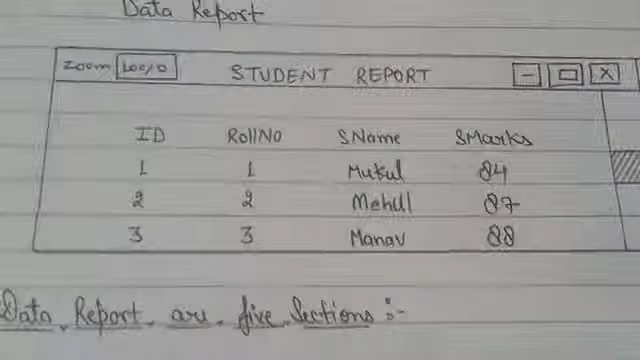 Data Report
Zoom 100% STUDENT REPORT - X
ID RollNo SName SMarks
1 1 Mukul 84
2 2 Mehul 87
3 3 Manav 88
Data Report are five Sections :-